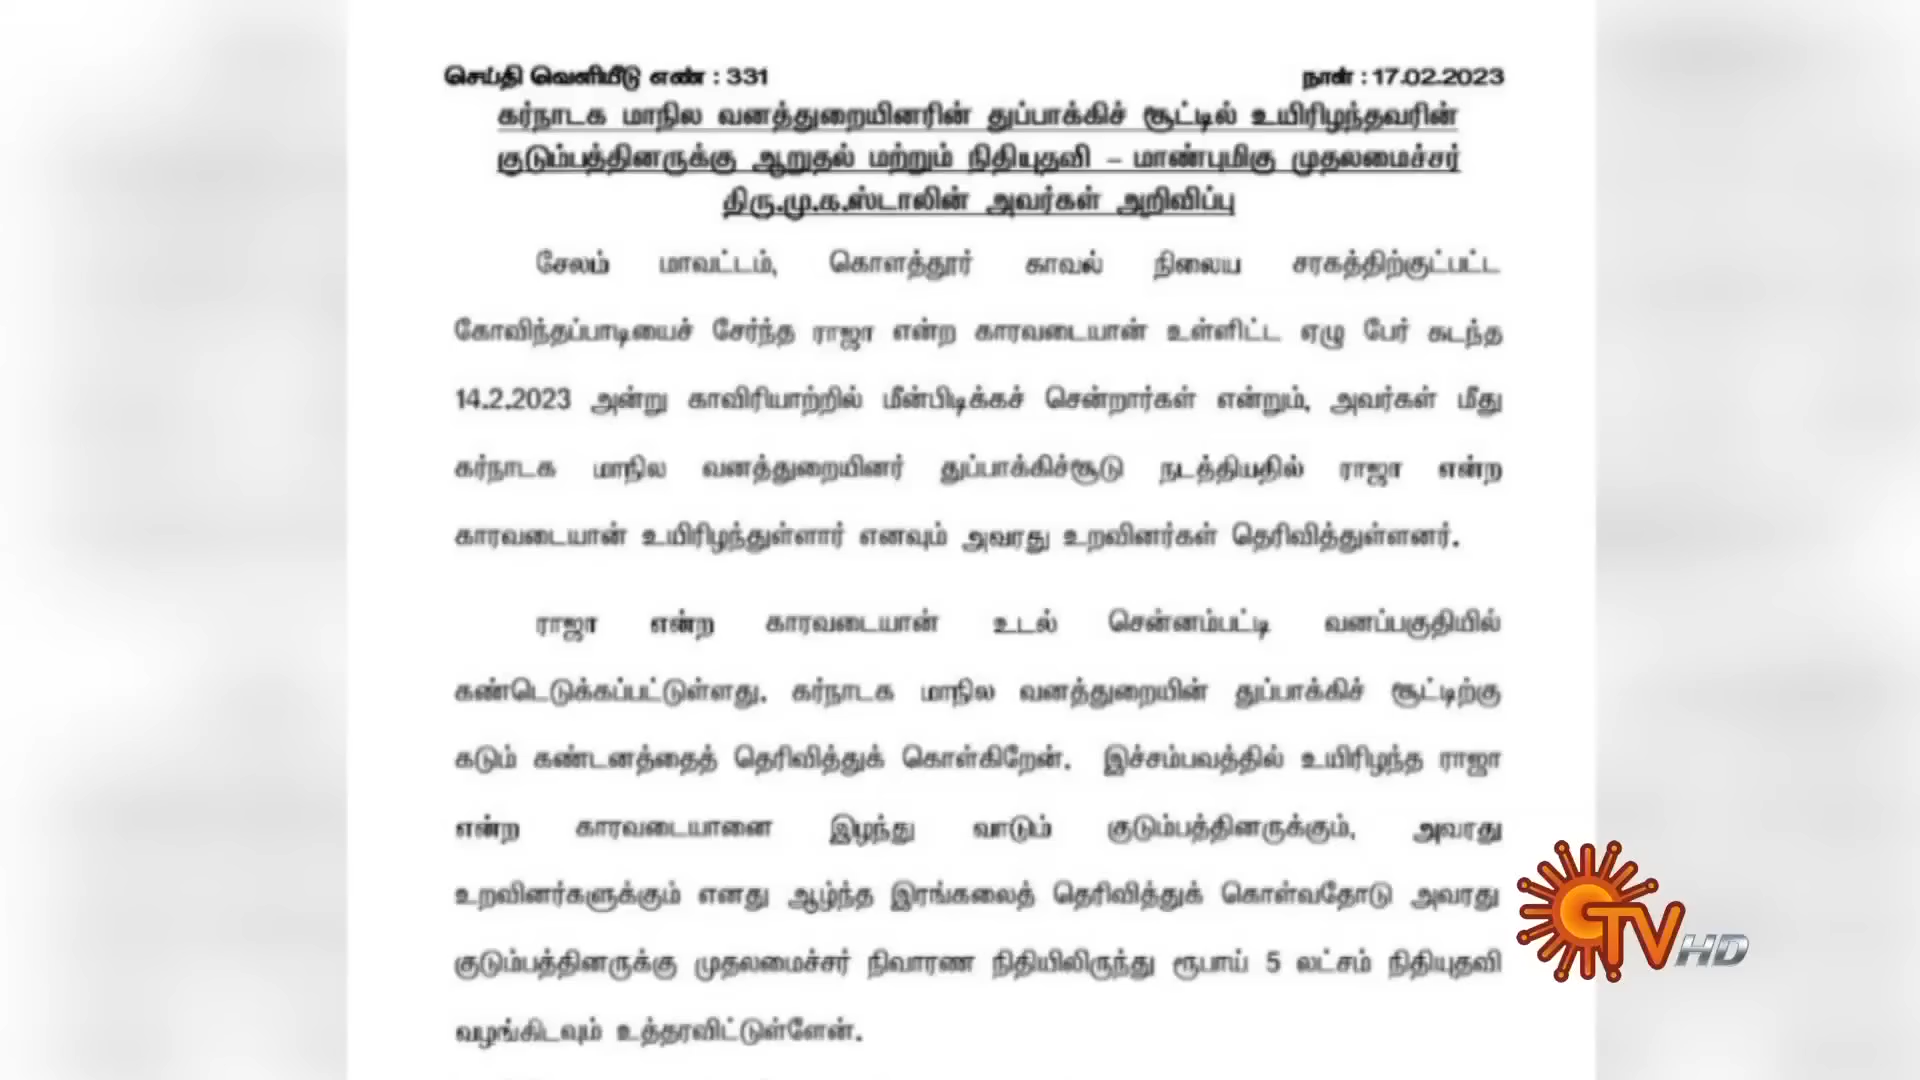 செய்தி வெளியீடு எண் : 331 நாள் : 17.02.2023
கர்நாடக மாநில வனத்துறையினரின் துப்பாக்கிச் சூட்டில் உயிரிழந்தவரின்
குடும்பத்தினருக்கு ஆறுதல் மற்றும் நிதியுதவி – மாண்புமிகு முதலமைச்சர்
திரு.மு.க.ஸ்டாலின் அவர்கள் அறிவிப்பு
சேலம் மாவட்டம், கொளத்தூர் காவல் நிலைய சரகத்திற்குட்பட்ட
கோவிந்தப்பாடியைச் சேர்ந்த ராஜா என்ற காரவடையான் உள்ளிட்ட ஏழு பேர் கடந்த
14.2.2023 அன்று காவிரியாற்றில் மீன்பிடிக்கச் சென்றார்கள் என்றும், அவர்கள் மீது
கர்நாடக மாநில வனத்துறையினர் துப்பாக்கிச்சூடு நடத்தியதில் ராஜா என்ற
காரவடையான் உயிரிழந்துள்ளார் எனவும் அவரது உறவினர்கள் தெரிவித்துள்ளனர்.
ராஜா என்ற காரவடையான் உடல் சென்னம்பட்டி வனப்பகுதியில்
கண்டெடுக்கப்பட்டுள்ளது. கர்நாடக மாநில வனத்துறையின் துப்பாக்கிச் சூட்டிற்கு
கடும் கண்டனத்தைத் தெரிவித்துக் கொள்கிறேன். இச்சம்பவத்தில் உயிரிழந்த ராஜா
என்ற காரவடையானை இழந்து வாடும் குடும்பத்தினருக்கும், அவரது
உறவினர்களுக்கும் எனது ஆழ்ந்த இரங்கலைத் தெரிவித்துக் கொள்வதோடு அவரது
குடும்பத்தினருக்கு முதலமைச்சர் நிவாரண நிதியிலிருந்து ரூபாய் 5 லட்சம் நிதியுதவி
வழங்கிடவும் உத்தரவிட்டுள்ளேன்.
TV HD